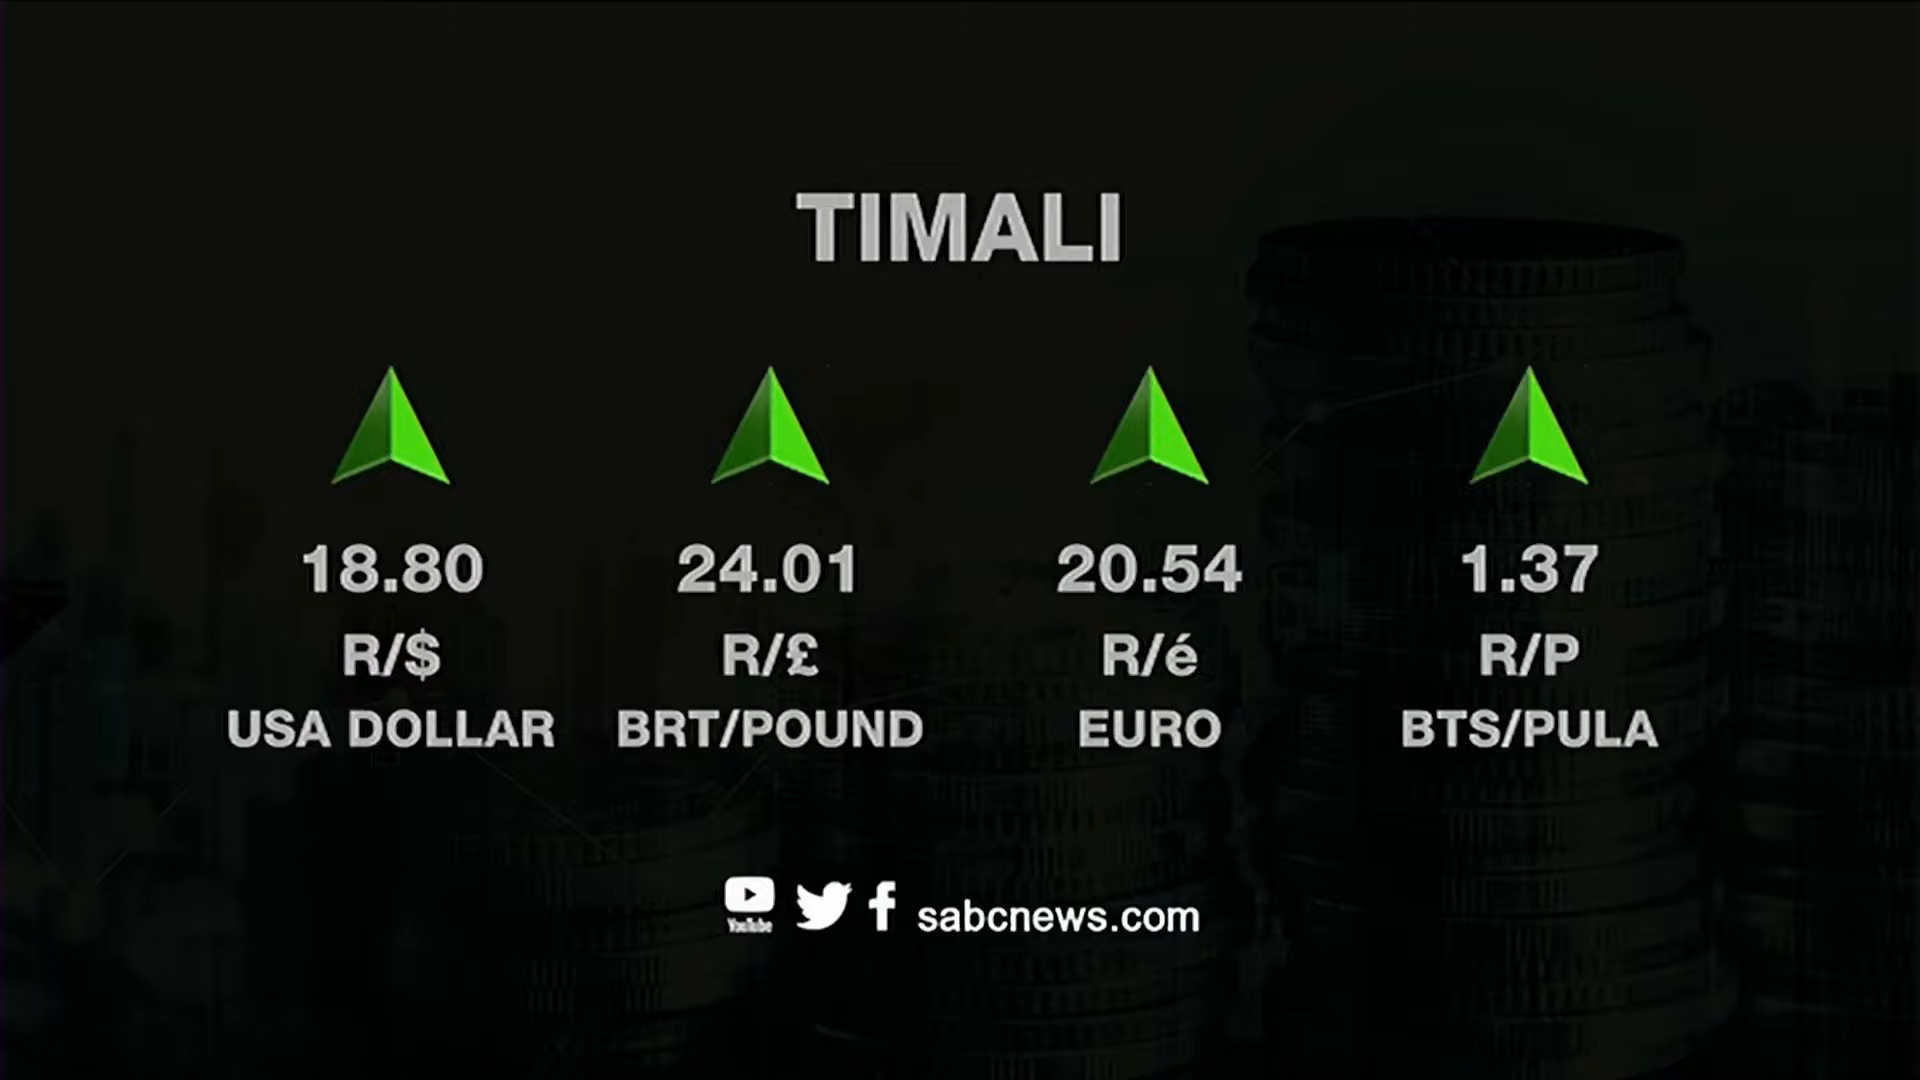 TIMALI
18.80 24.01 20.54 1.37
R/$ R/£ R/é R/P
USA DOLLAR BRT/POUND EURO BTS/PULA
YouTube sabcnews.com